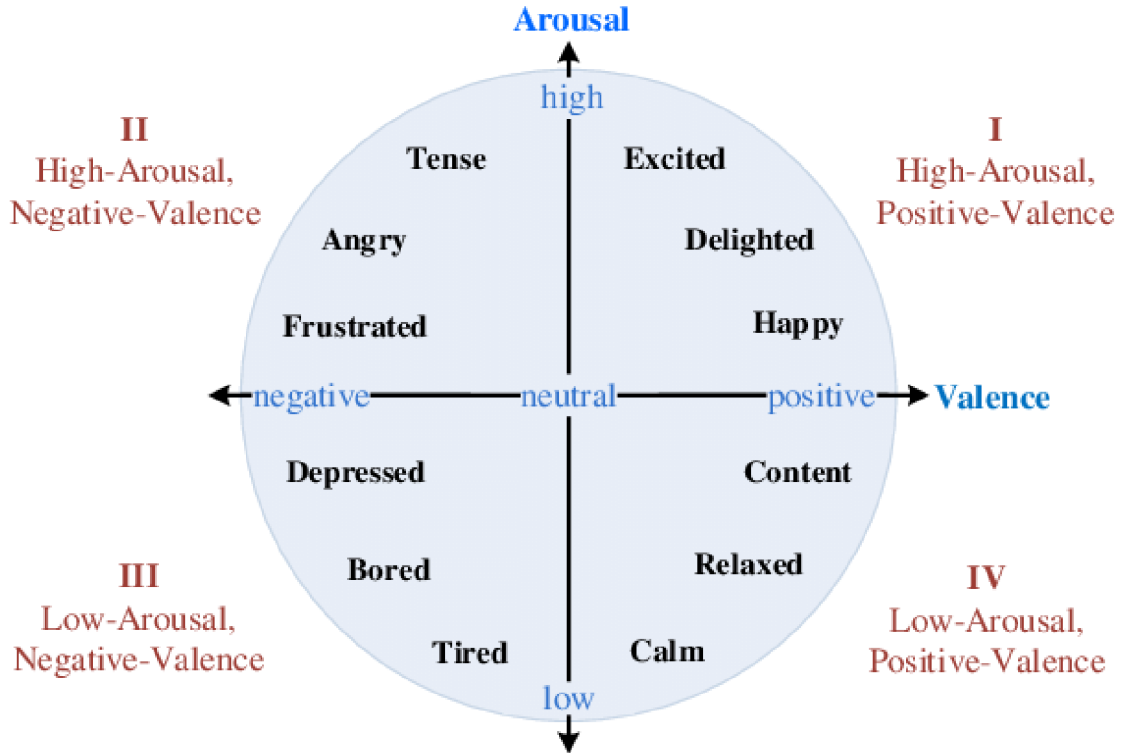 Arousal
high
II
High-Arousal,
Negative-Valence
I
High-Arousal,
Positive-Valence
Tense
Excited
Angry
Delighted
Frustrated
Happy
negative
neutral
positive
Valence
Depressed
Content
Bored
Relaxed
III
Low-Arousal,
Negative-Valence
IV
Low-Arousal,
Positive-Valence
Tired
Calm
low